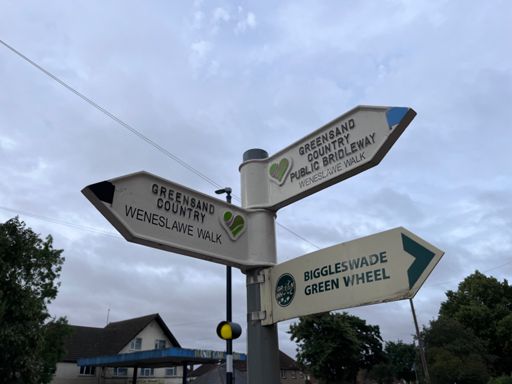 GREENSAND
COUNTRY
WENESLAWE WALK
GREENSAND
COUNTRY
PUBLIC BRIDLEWAY
WENESLAWE WALK
BIGGLESWADE
GREEN WHEEL